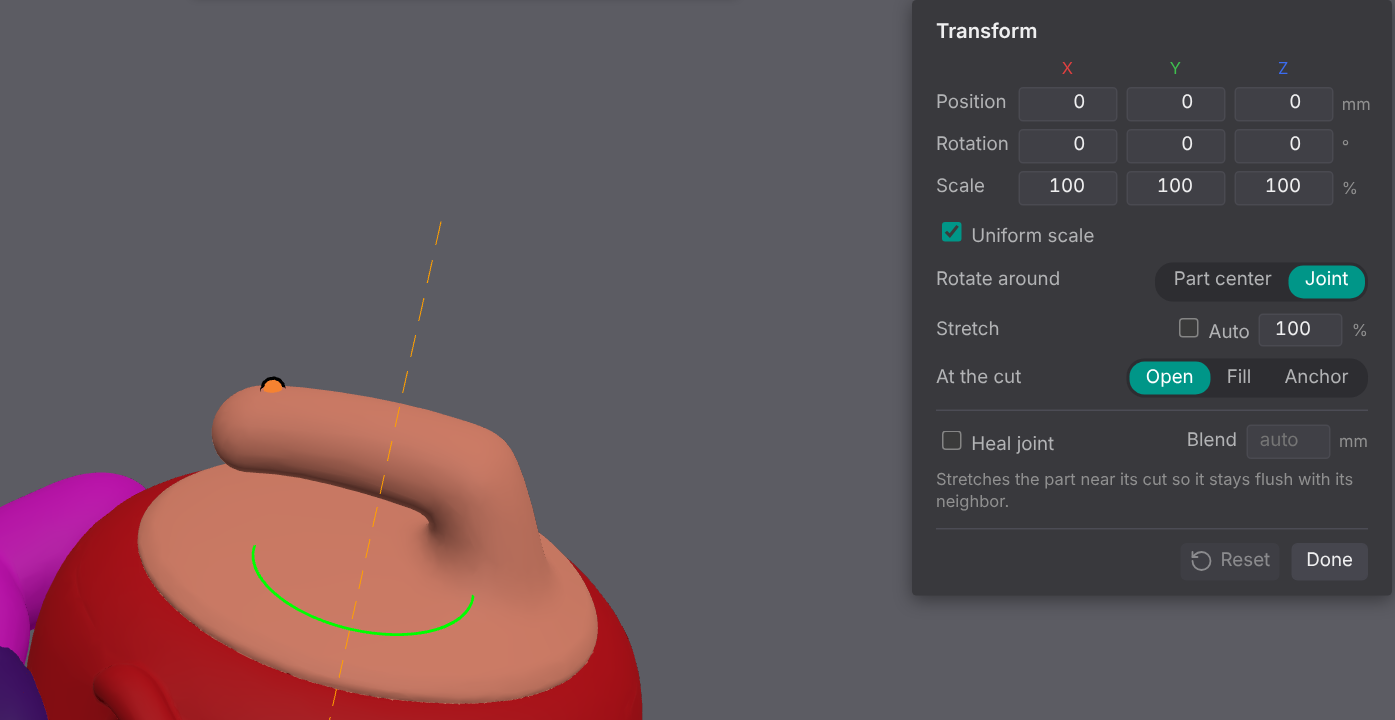 Transform
X Y Z
Position 0 0 0 mm
Rotation 0 0 0 °
Scale 100 100 100 %
Uniform scale
Rotate around Part center Joint
Stretch Auto 100 %
At the cut Open Fill Anchor
Heal joint Blend auto mm
Stretches the part near its cut so it stays flush with its
neighbor.
Reset Done